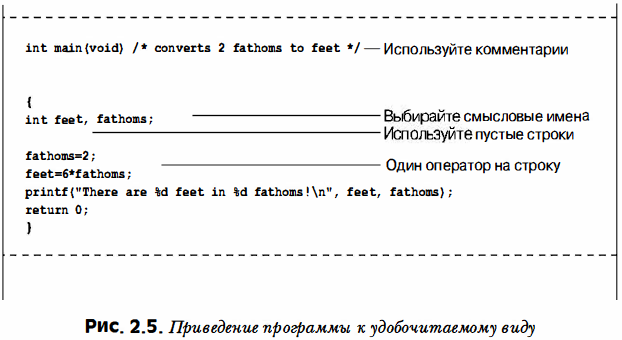 int main(void) /* converts 2 fathoms to feet */ Используйте комментарии
{
int feet, fathoms; Выбирайте смысловые имена
Используйте пустые строки
fathoms=2; Один оператор на строку
feet=6*fathoms;
printf("There are %d feet in %d fathoms!\n", feet, fathoms);
return 0;
}
Рис. 2.5. Приведение программы к удобочитаемому виду